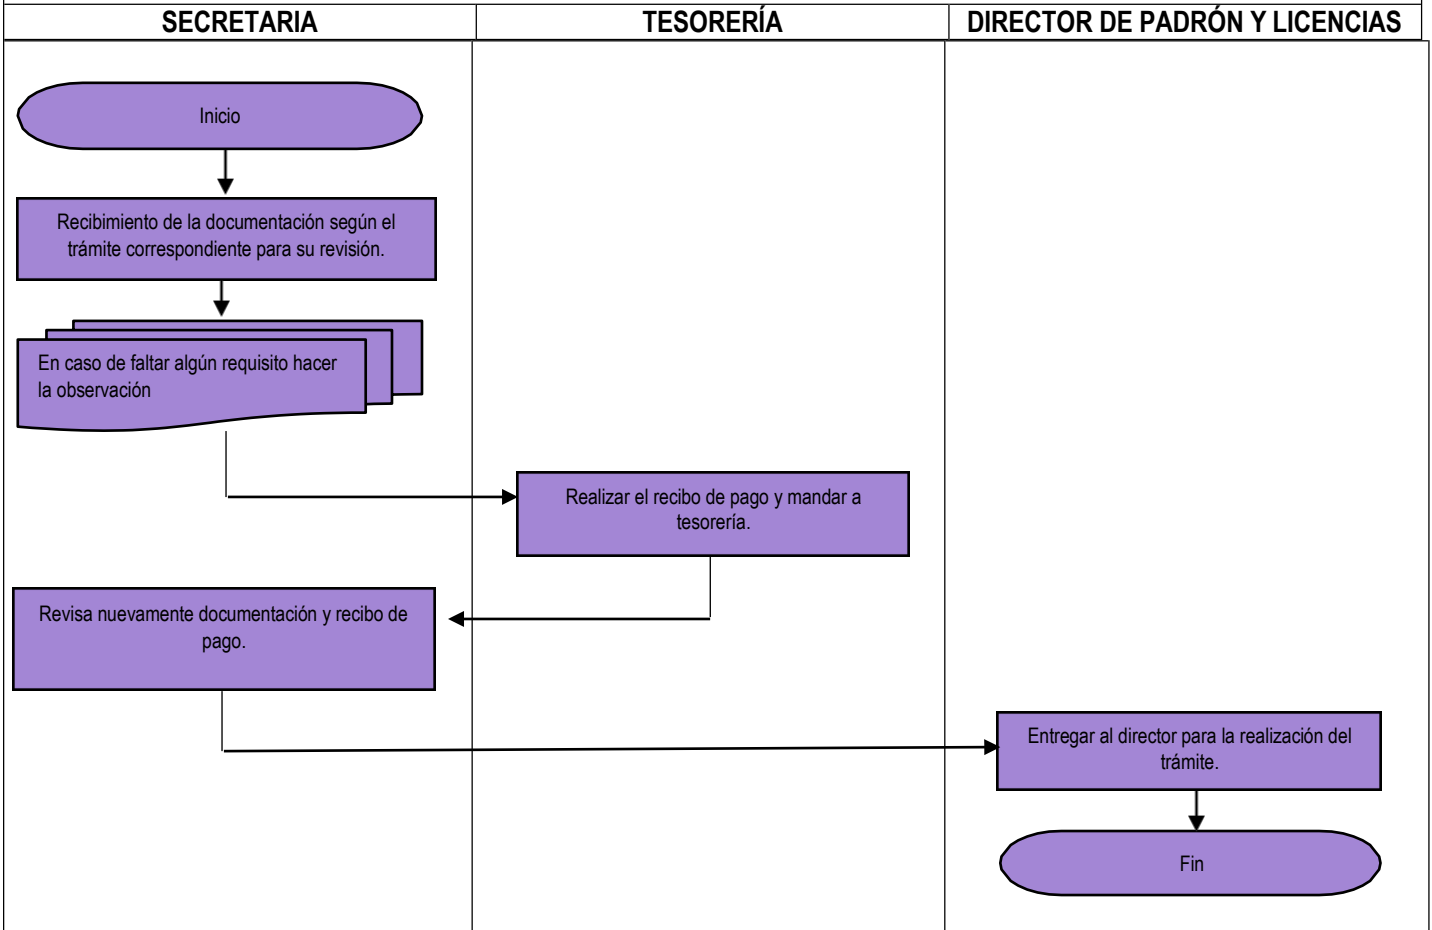 SECRETARIA
TESORERÍA
DIRECTOR DE PADRÓN Y LICENCIAS
Inicio
Recibimiento de la documentación según el
trámite correspondiente para su revisión.
En caso de faltar algún requisito hacer
la observación
Realizar el recibo de pago y mandar a
tesorería.
Revisa nuevamente documentación y recibo de
pago.
Entregar al director para la realización del
trámite.
Fin